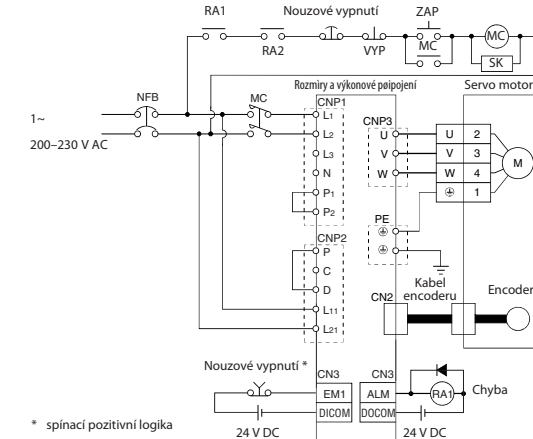 RA1
Nouzové vypnutí
ZAP
RA2
VYP
MC
MC
SK
Rozmìry a výkonové pøipojení
Servo motor
NFB
MC
CNP1
CNP3
1~
200–230 V AC
L1
L2
L3
N
P1
P2
U
V
W
U 2
V 3
W 4
1
M
PE
CNP2
P
C
D
L11
L21
CN2
Kabel
encoderu
Encoder
Nouzové vypnutí *
CN3
CN3
EM1
ALM
RA1
Chyba
DICOM
DOCOM
24 V DC
24 V DC
* spínací pozitivní logika